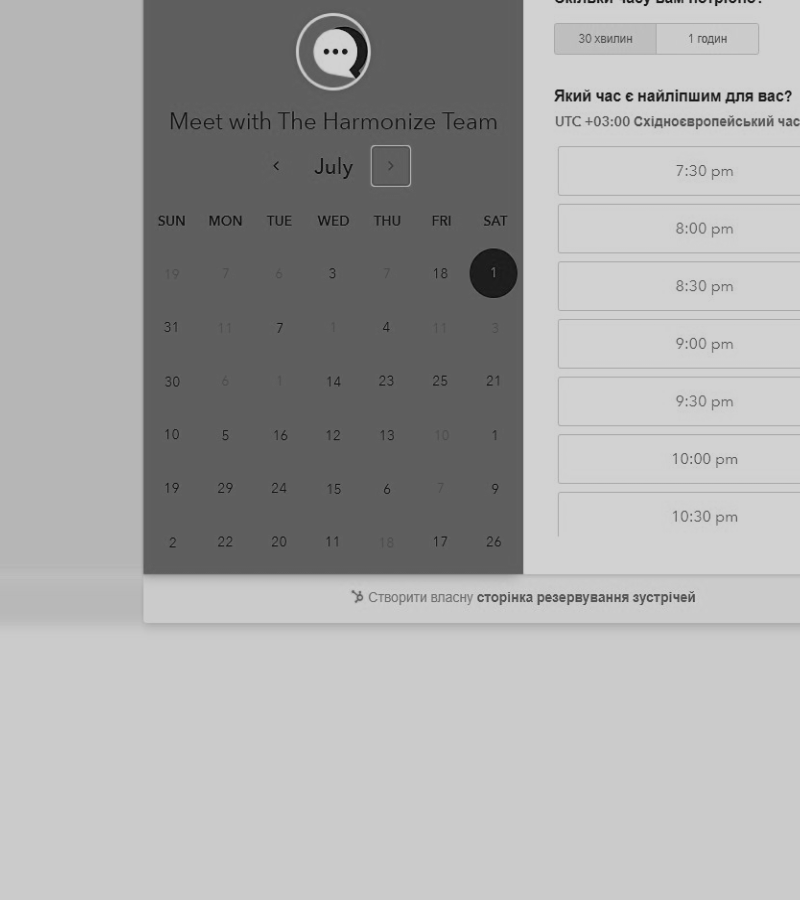 Meet with The Harmonize Team
July
SUN MON TUE WED THU FRI SAT
19 7 6 3 7 18 1
31 11 7 1 4 11 3
30 6 1 14 23 25 21
10 5 16 12 13 10 1
19 29 24 15 6 7 9
2 22 20 11 18 17 26
Скільки часу вам потрібно?
30 хвилин 1 годин
Який час є найліпшим для вас?
UTC +03:00 Східноєвропейський час
7:30 pm
8:00 pm
8:30 pm
9:00 pm
9:30 pm
10:00 pm
10:30 pm
Створити власну сторінка резервування зустрічей